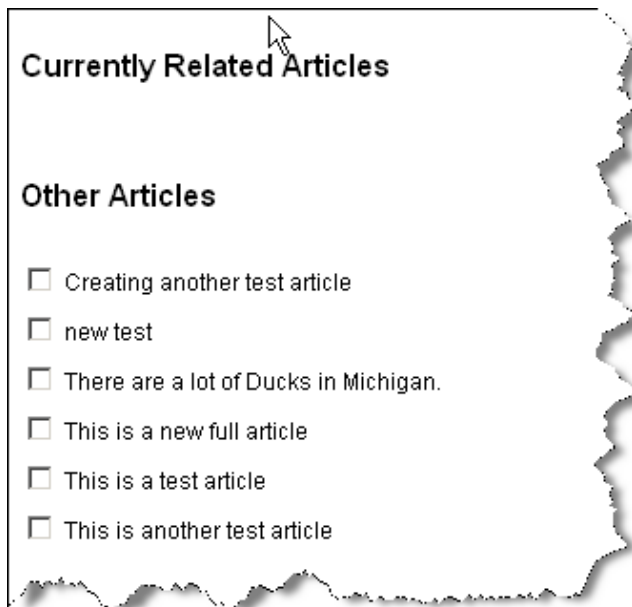 Currently Related Articles
Other Articles
Creating another test article
new test
There are a lot of Ducks in Michigan.
This is a new full article
This is a test article
This is another test article